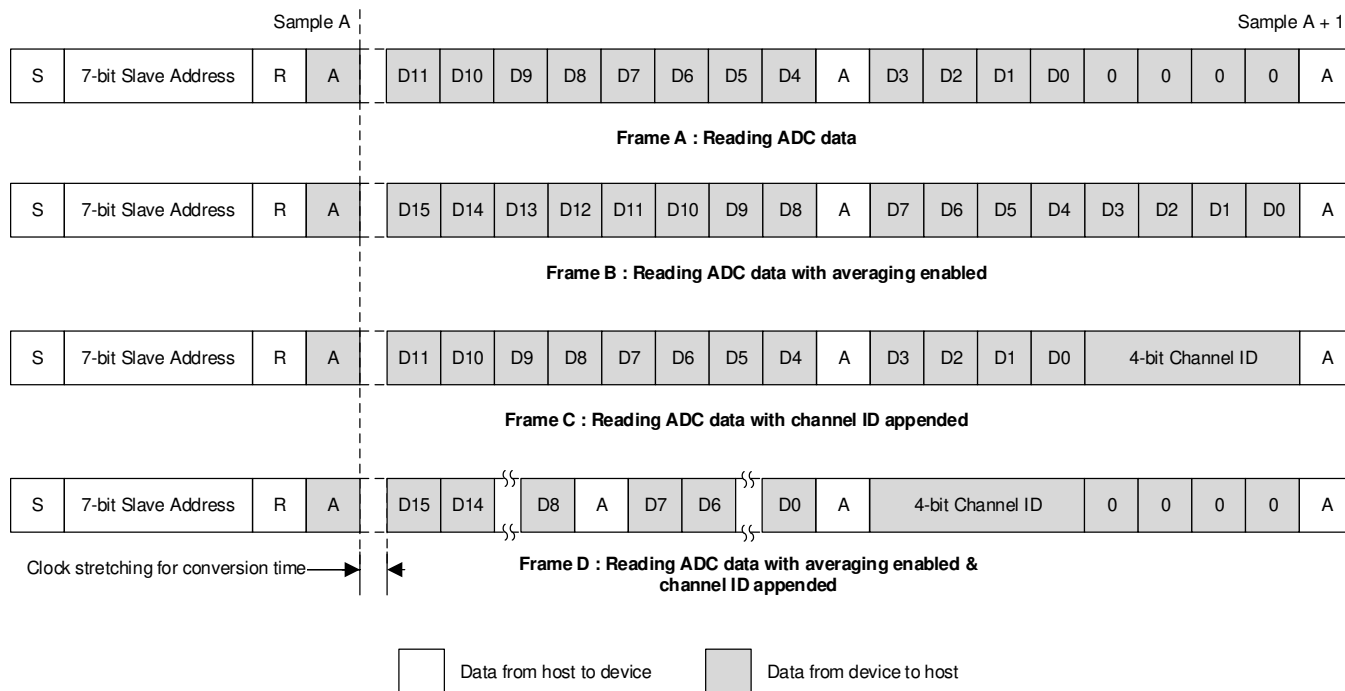 Sample A Sample A + 1
S 7-bit Slave Address R A D11 D10 D9 D8 D7 D6 D5 D4 A D3 D2 D1 D0 0 0 0 0 A
Frame A : Reading ADC data
S 7-bit Slave Address R A D15 D14 D13 D12 D11 D10 D9 D8 A D7 D6 D5 D4 D3 D2 D1 D0 A
Frame B : Reading ADC data with averaging enabled
S 7-bit Slave Address R A D11 D10 D9 D8 D7 D6 D5 D4 A D3 D2 D1 D0 4-bit Channel ID A
Frame C : Reading ADC data with channel ID appended
S 7-bit Slave Address R A D15 D14 D8 A D7 D6 D0 A 4-bit Channel ID 0 0 0 0 A
Clock stretching for conversion time
Frame D : Reading ADC data with averaging enabled &
channel ID appended
Data from host to device Data from device to host